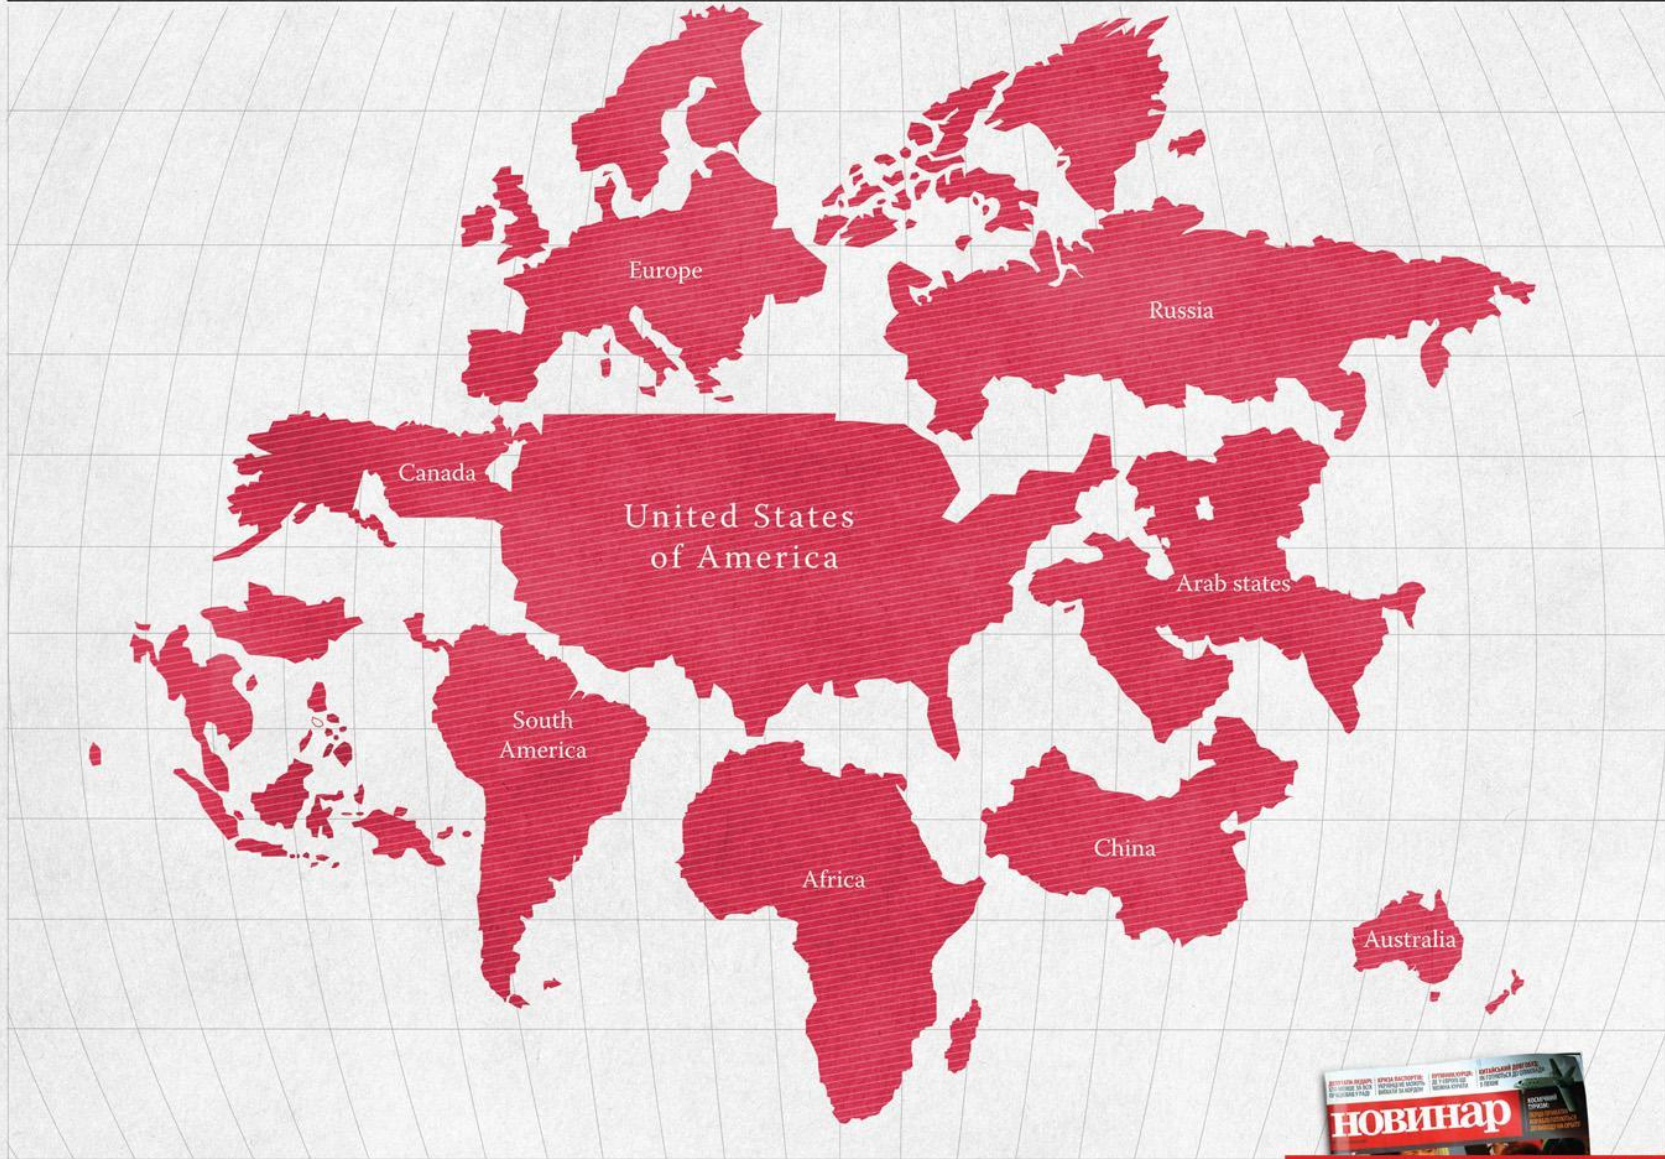 Europe
Russia
Canada
United States
of America
Arab states
South
America
China
Africa
Australia
новинар